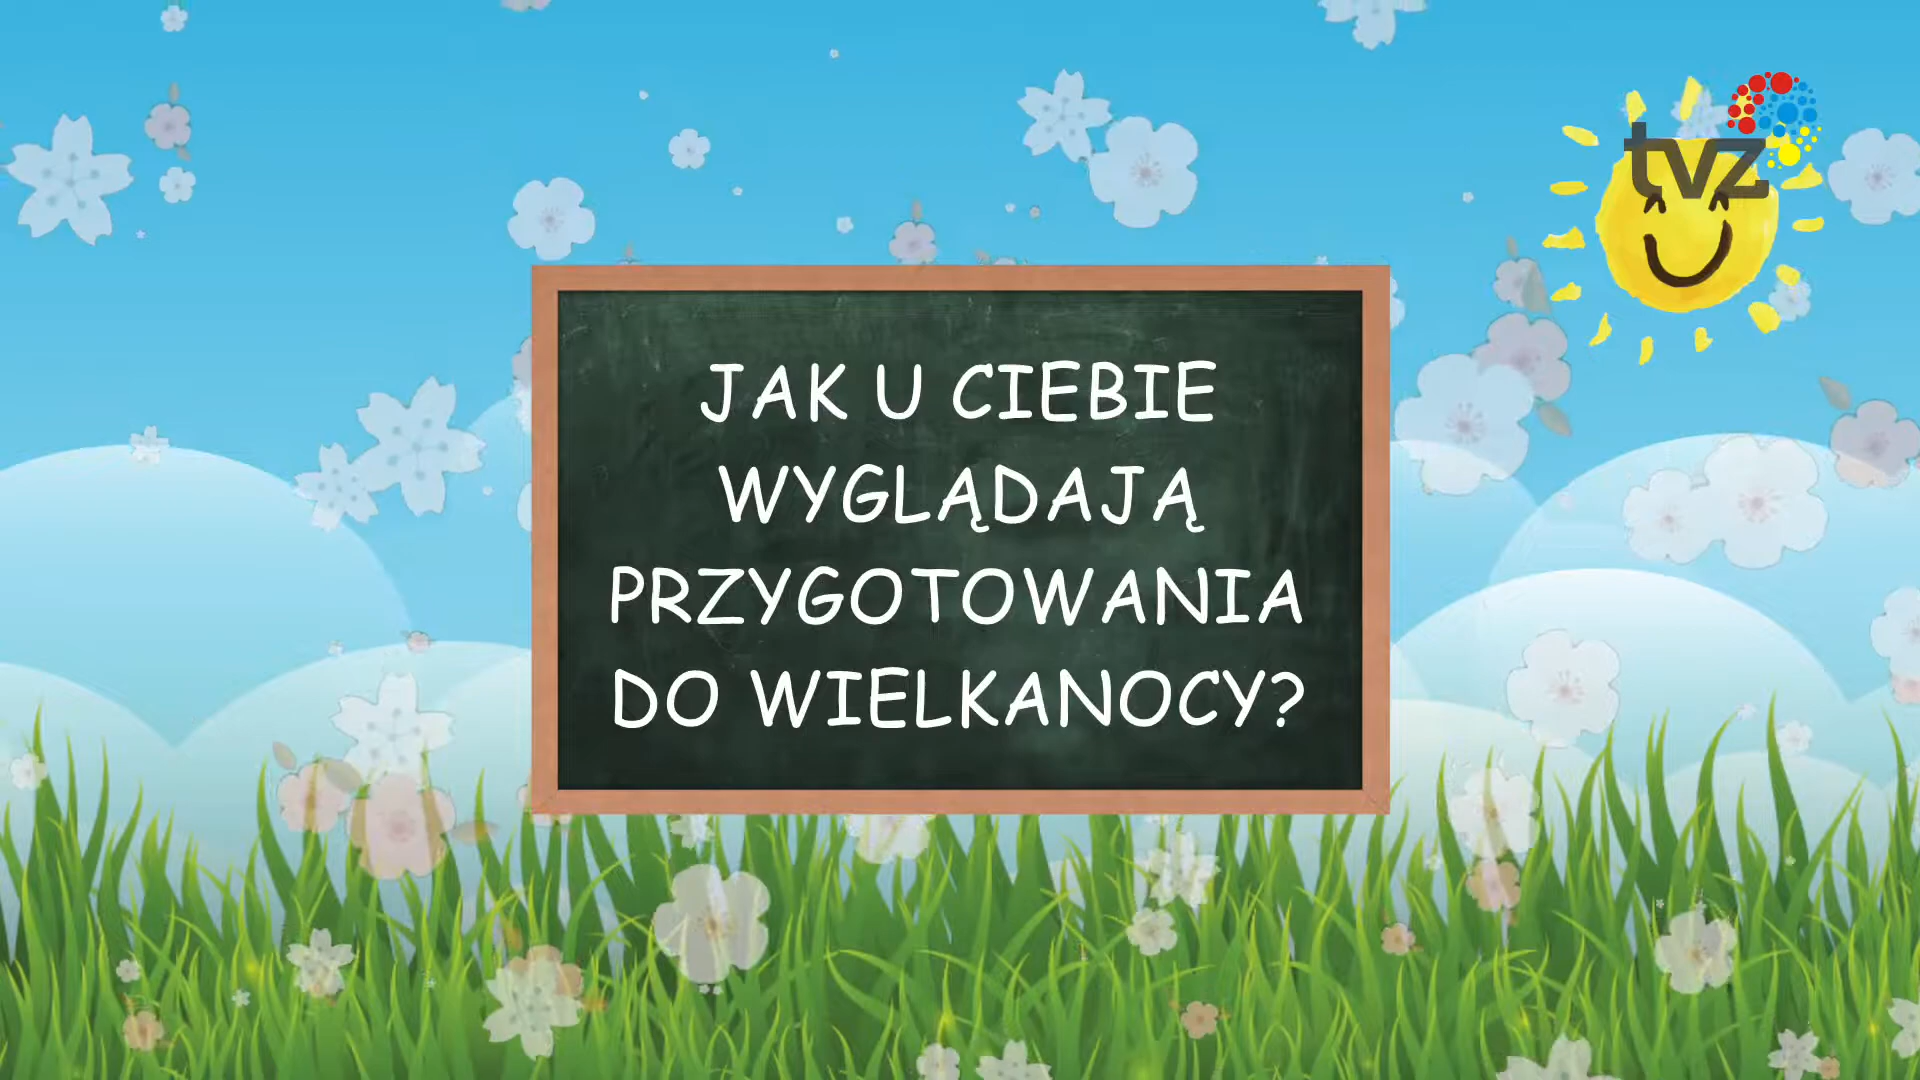 tvz
JAK U CIEBIE
WYGLĄDAJĄ
PRZYGOTOWANIA
DO WIELKANOCY?